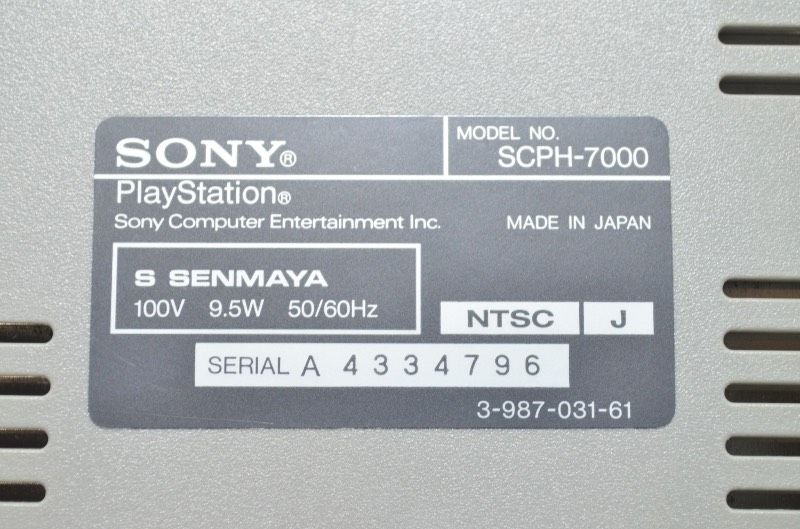 SONY®
MODEL NO.
SCPH-7000
PlayStation®
Sony Computer Entertainment Inc.
MADE IN JAPAN
S SENMAYA
100V 9.5W 50/60Hz
NTSC J
SERIAL A 4334796
3-987-031-61